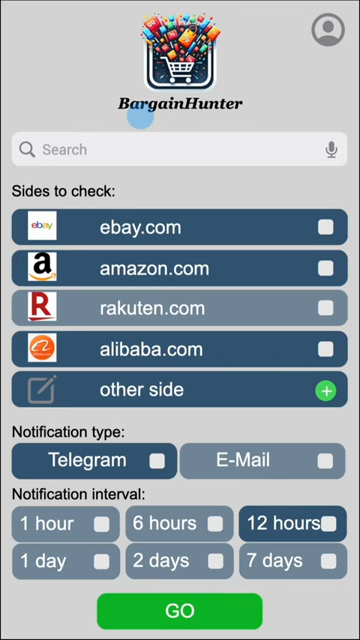 BargainHunter
Search
Sides to check:
ebay
ebay.com
a
amazon.com
R
rakuten.com
alibaba.com
other side
Notification type:
Telegram
E-Mail
Notification interval:
1 hour
6 hours
12 hours
1 day
2 days
7 days
GO